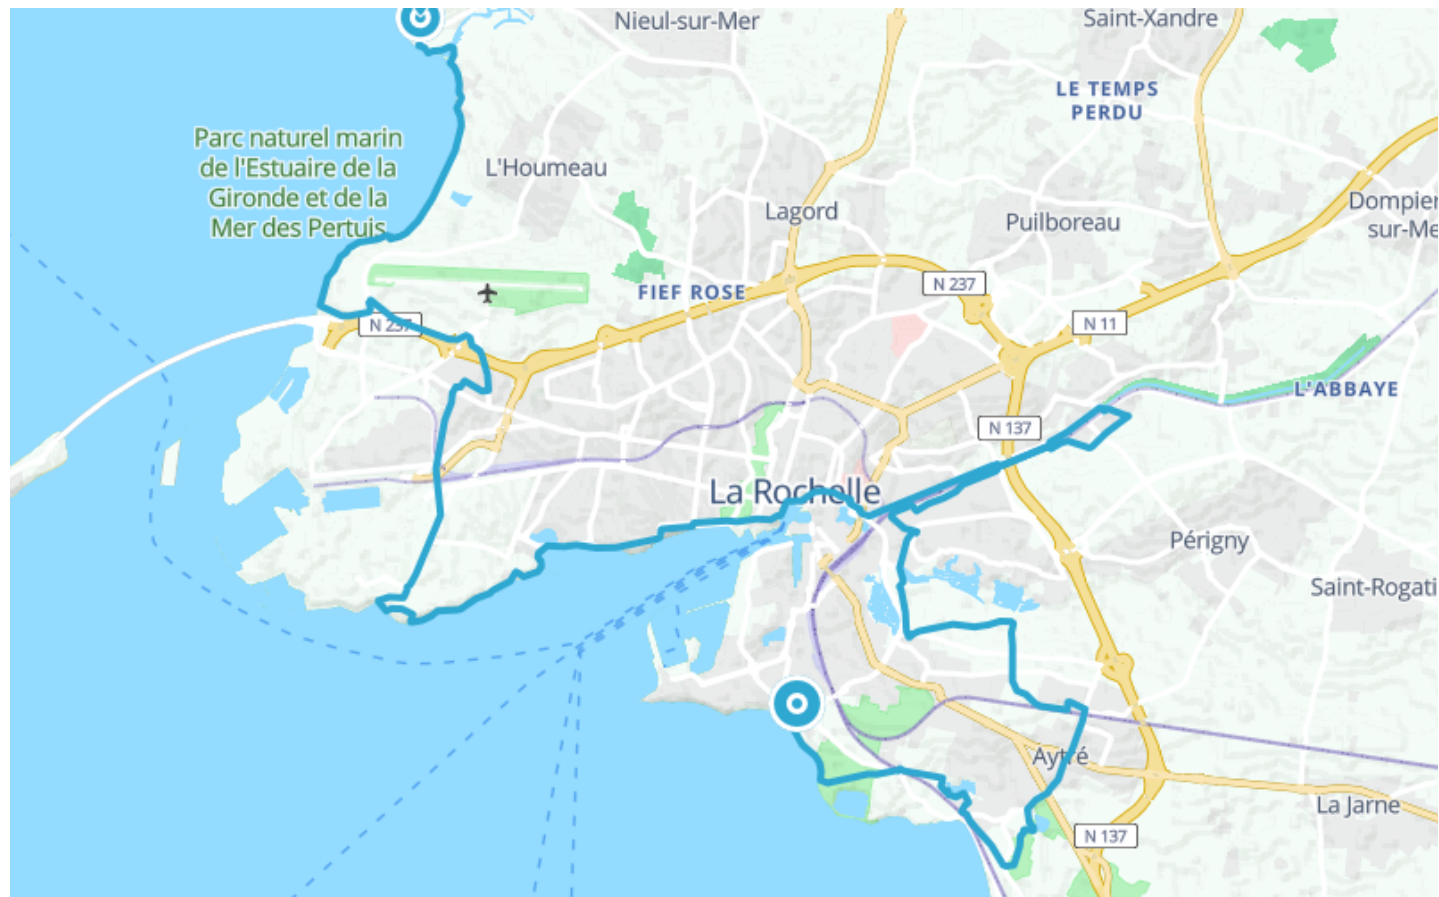 Nieul-sur-Mer
Saint-Xandre
LE TEMPS
PERDU
Parc naturel marin
de l'Estuaire de la
Gironde et de la
Mer des Pertuis
L'Houmeau
Lagord
Puilboreau
Dompier
sur-Me
FIEF ROSE
N 237
N 237
N 11
L'ABBAYE
N 137
La Rochelle
Périgny
Saint-Rogati
Aytré
La Jarne
N 137